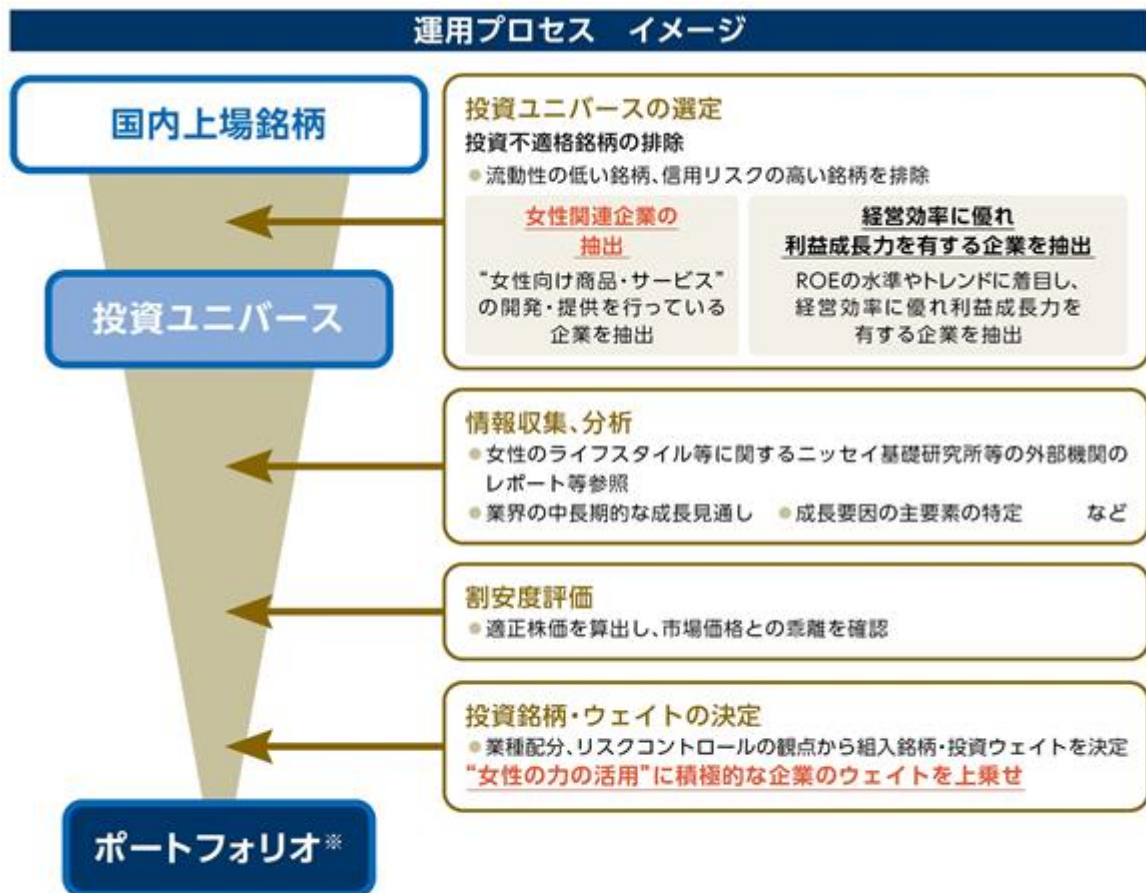 運用プロセス　イメージ
国内上場銘柄
投資ユニバースの選定
投資不適格銘柄の排除
●流動性の低い銘柄、信用リスクの高い銘柄を排除
女性関連企業の
抽出
“女性向け商品・サービス”
の開発・提供を行っている
企業を抽出
経営効率に優れ
利益成長力を有する企業を抽出
ROEの水準やトレンドに着目し、
経営効率に優れ利益成長力を
有する企業を抽出
投資ユニバース
情報収集、分析
●女性のライフスタイル等に関するニッセイ基礎研究所等の外部機関の
レポート等参照
●業界の中長期的な成長見通し　●成長要因の主要素の特定　　など
割安度評価
●適正株価を算出し、市場価格との乖離を確認
投資銘柄・ウェイトの決定
●業種配分、リスクコントロールの観点から組入銘柄・投資ウェイトを決定
“女性の力の活用”に積極的な企業のウェイトを上乗せ
ポートフォリオ※